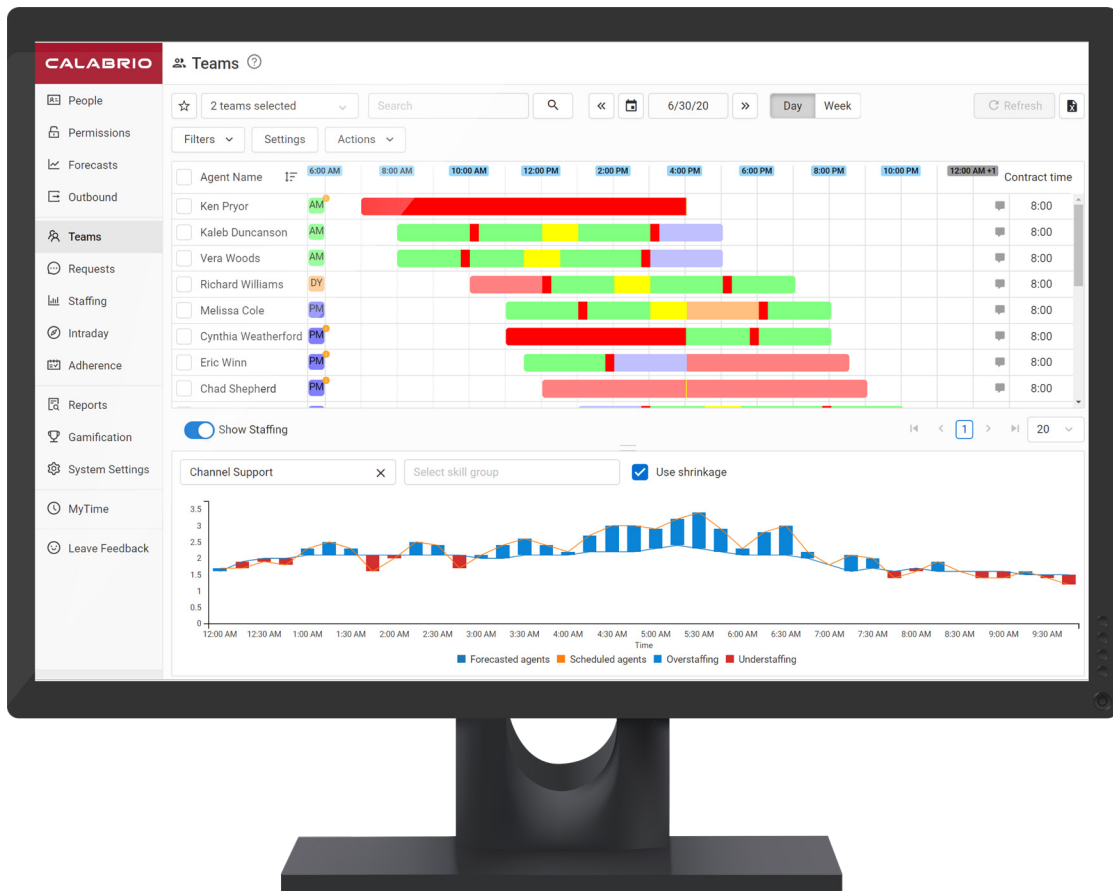 CALABRIO
Teams ?
People
Permissions
Forecasts
Outbound
Teams
Requests
Staffing
Intraday
Adherence
Reports
Gamification
System Settings
MyTime
Leave Feedback
2 teams selected Search « 6/30/20 » Day Week Refresh
Filters Settings Actions
Agent Name 6:00 AM 8:00 AM 10:00 AM 12:00 PM 2:00 PM 4:00 PM 6:00 PM 8:00 PM 10:00 PM 12:00 AM +1 Contract time
Ken Pryor AM 8:00
Kaleb Duncanson AM 8:00
Vera Woods AM 8:00
Richard Williams DY 8:00
Melissa Cole PM 8:00
Cynthia Weatherford PM 8:00
Eric Winn PM 8:00
Chad Shepherd PM 8:00
Show Staffing 1 20
Channel Support X Select skill group Use shrinkage
3.5
3
2.5
2
1.5
1
0.5
0
12:00 AM 12:30 AM 1:00 AM 1:30 AM 2:00 AM 2:30 AM 3:00 AM 3:30 AM 4:00 AM 4:30 AM 5:00 AM 5:30 AM 6:00 AM 6:30 AM 7:00 AM 7:30 AM 8:00 AM 8:30 AM 9:00 AM 9:30 AM
Time
Forecasted agents Scheduled agents Overstaffing Understaffing